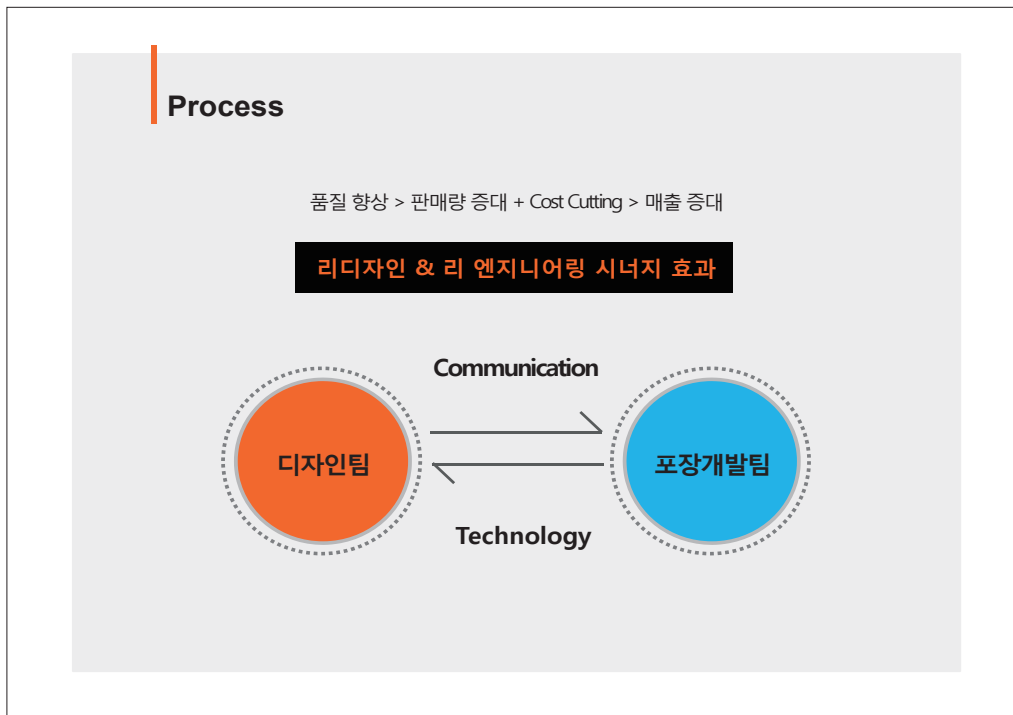 Process
품질 향상 > 판매량 증대 + Cost Cutting > 매출 증대
리디자인 & 리 엔지니어링 시너지 효과
Communication
디자인팀
포장개발팀
Technology